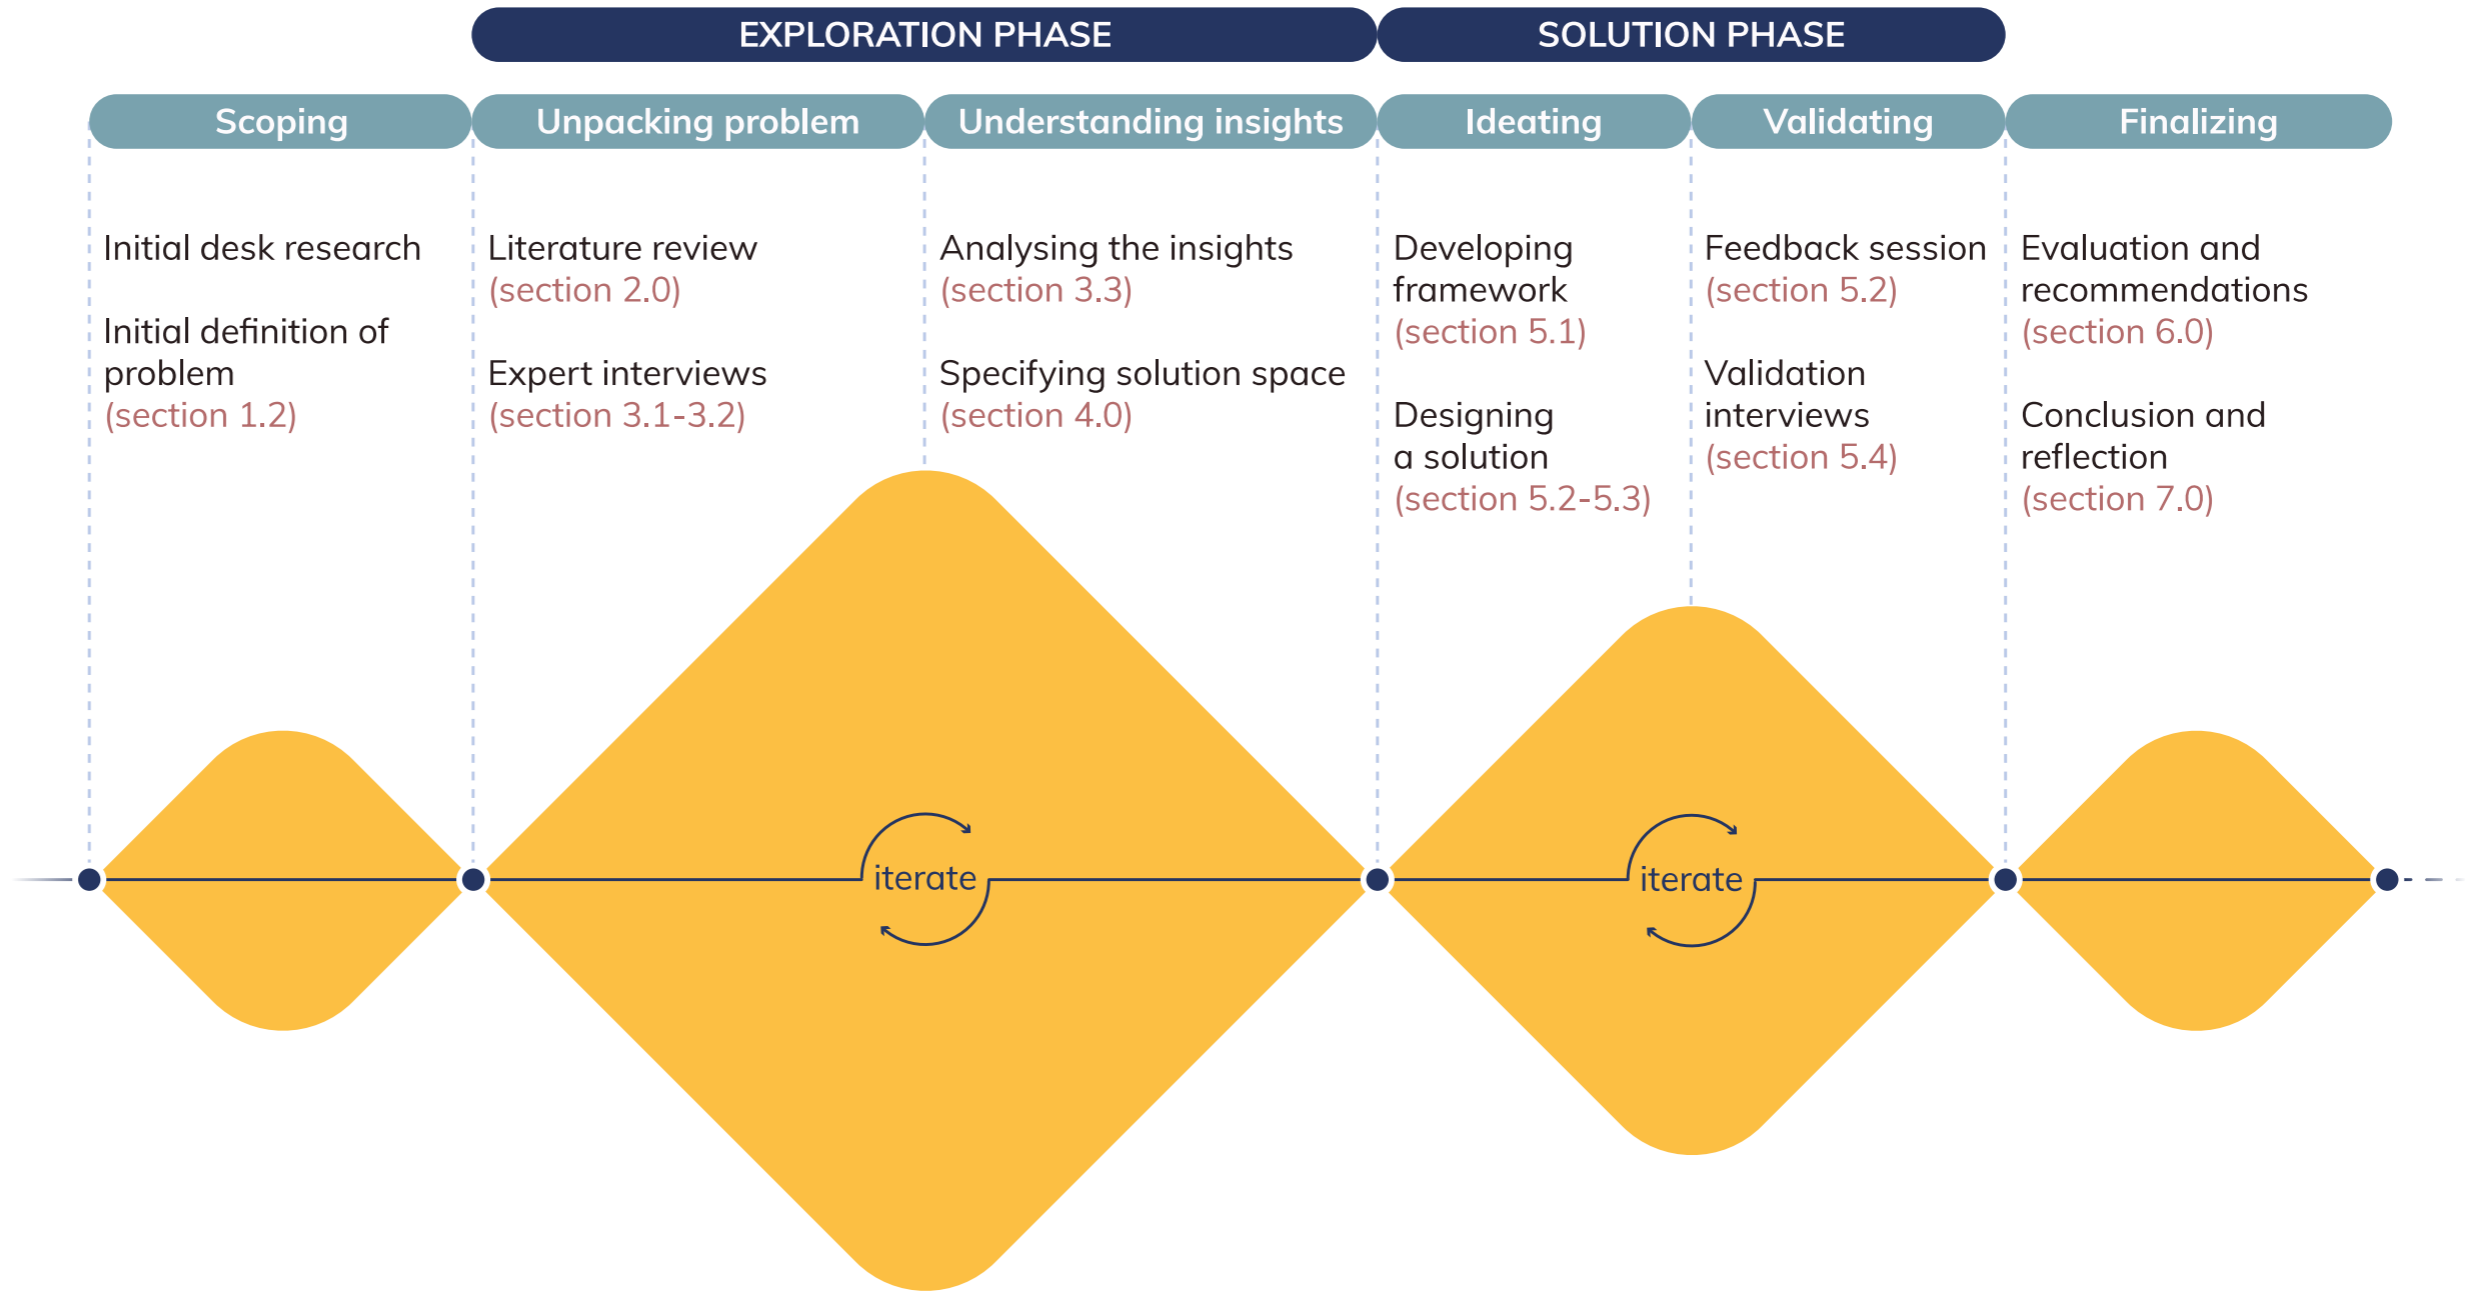 EXPLORATION PHASE
SOLUTION PHASE
Scoping
Unpacking problem
Understanding insights
Ideating
Validating
Finalizing
Initial desk research
Initial definition of
problem
(section 1.2)
Literature review
(section 2.0)
Expert interviews
(section 3.1-3.2)
Analysing the insights
(section 3.3)
Specifying solution space
(section 4.0)
Developing
framework
(section 5.1)
Designing
a solution
(section 5.2-5.3)
Feedback session
(section 5.2)
Validation
interviews
(section 5.4)
Evaluation and
recommendations
(section 6.0)
Conclusion and
reflection
(section 7.0)
iterate
iterate